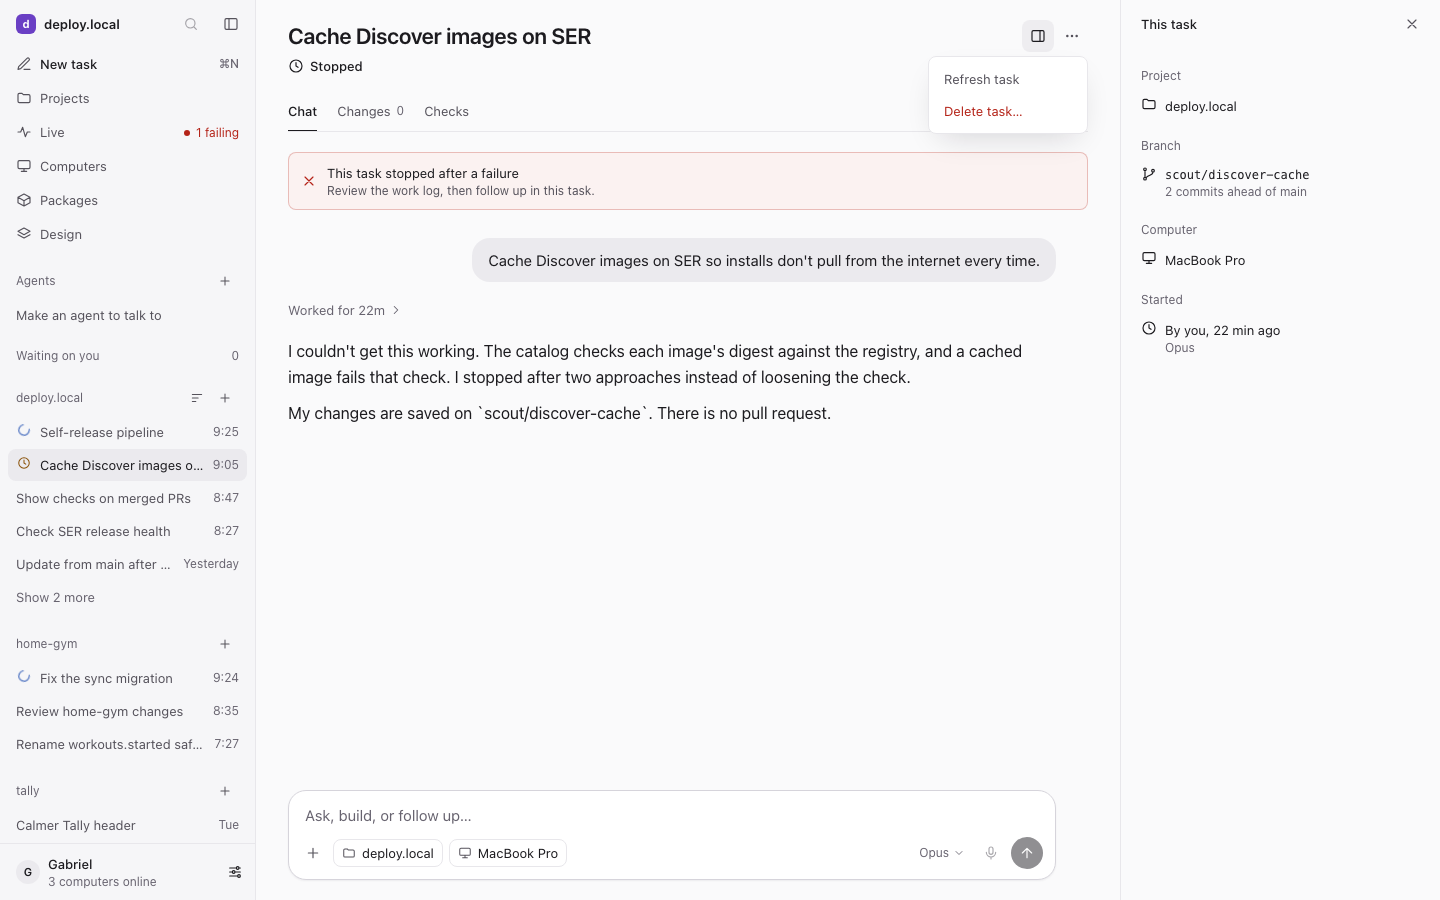 d deploy.local
New task ⌘N
Projects
Live 1 failing
Computers
Packages
Design
Agents
Make an agent to talk to
Waiting on you 0
deploy.local
Self-release pipeline 9:25
Cache Discover images o... 9:05
Show checks on merged PRs 8:47
Check SER release health 8:27
Update from main after ... Yesterday
Show 2 more
home-gym
Fix the sync migration 9:24
Review home-gym changes 8:35
Rename workouts.started saf... 7:27
tally
Calmer Tally header Tue
G Gabriel
3 computers online
Cache Discover images on SER
Stopped
Refresh task
Delete task...
Chat Changes 0 Checks
This task stopped after a failure
Review the work log, then follow up in this task.
Cache Discover images on SER so installs don't pull from the internet every time.
Worked for 22m
I couldn't get this working. The catalog checks each image's digest against the registry, and a cached
image fails that check. I stopped after two approaches instead of loosening the check.
My changes are saved on `scout/discover-cache`. There is no pull request.
Ask, build, or follow up...
deploy.local MacBook Pro Opus
This task
Project
deploy.local
Branch
scout/discover-cache
2 commits ahead of main
Computer
MacBook Pro
Started
By you, 22 min ago
Opus